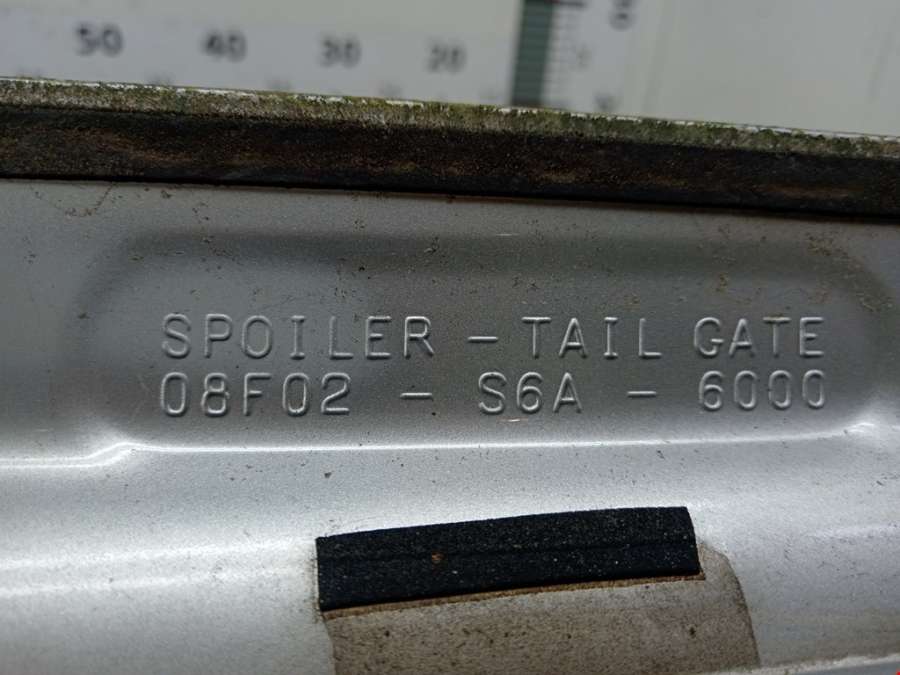 50 40 30 20
SPOILER - TAIL GATE
08F02 - S6A - 6000